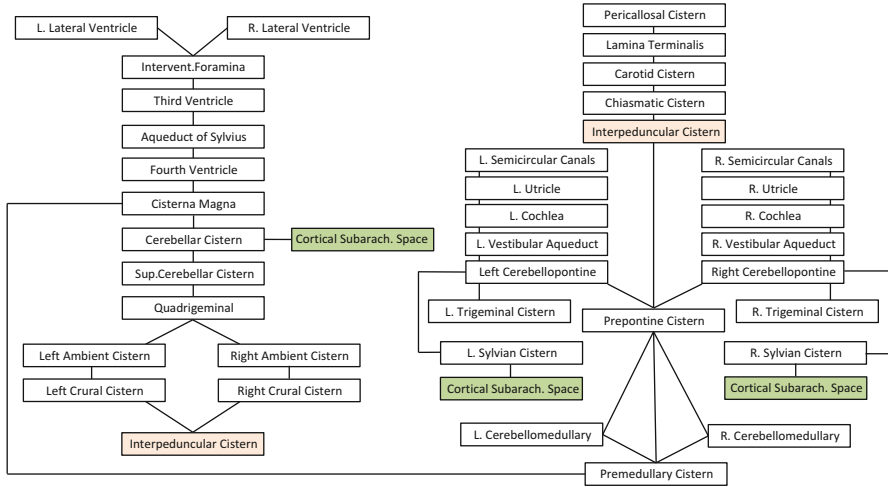 L. Lateral Ventricle
R. Lateral Ventricle
Intervent.Foramina
Third Ventricle
Aqueduct of Sylvius
Fourth Ventricle
Cisterna Magna
Cerebellar Cistern
Cortical Subarach. Space
Sup.Cerebellar Cistern
Quadrigeminal
Left Ambient Cistern
Right Ambient Cistern
Left Crural Cistern
Right Crural Cistern
Interpeduncular Cistern
Pericallosal Cistern
Lamina Terminalis
Carotid Cistern
Chiasmatic Cistern
Interpeduncular Cistern
L. Semicircular Canals
R. Semicircular Canals
L. Utricle
R. Utricle
L. Cochlea
R. Cochlea
L. Vestibular Aqueduct
R. Vestibular Aqueduct
Left Cerebellopontine
Right Cerebellopontine
L. Trigeminal Cistern
Prepontine Cistern
R. Trigeminal Cistern
L. Sylvian Cistern
R. Sylvian Cistern
Cortical Subarach. Space
Cortical Subarach. Space
L. Cerebellomedullary
R. Cerebellomedullary
Premedullary Cistern